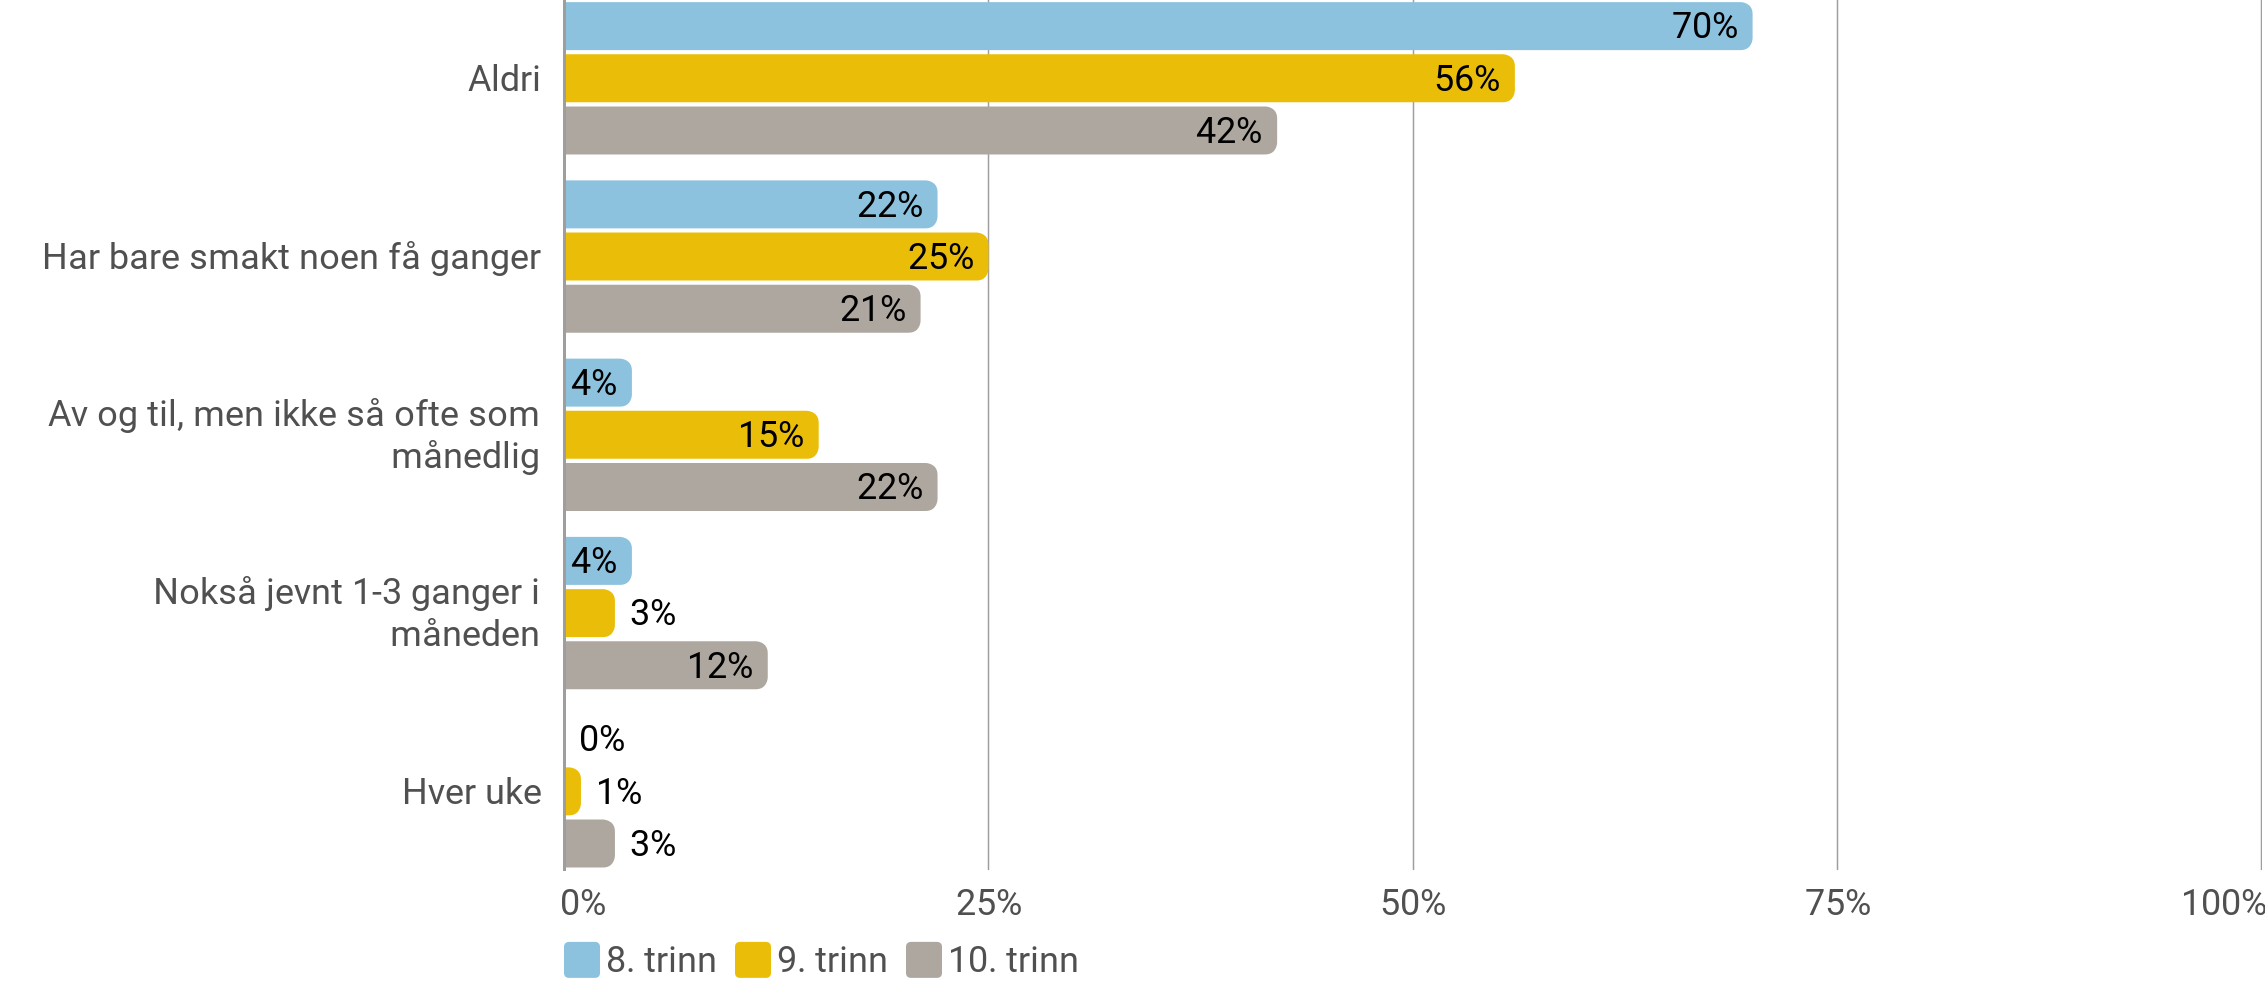 Aldri
70%
56%
42%
Har bare smakt noen få ganger
22%
25%
21%
Av og til, men ikke så ofte som
månedlig
4%
15%
22%
Nokså jevnt 1-3 ganger i
måneden
4%
3%
12%
Hver uke
0%
1%
3%
0% 25% 50% 75% 100%
8. trinn 9. trinn 10. trinn